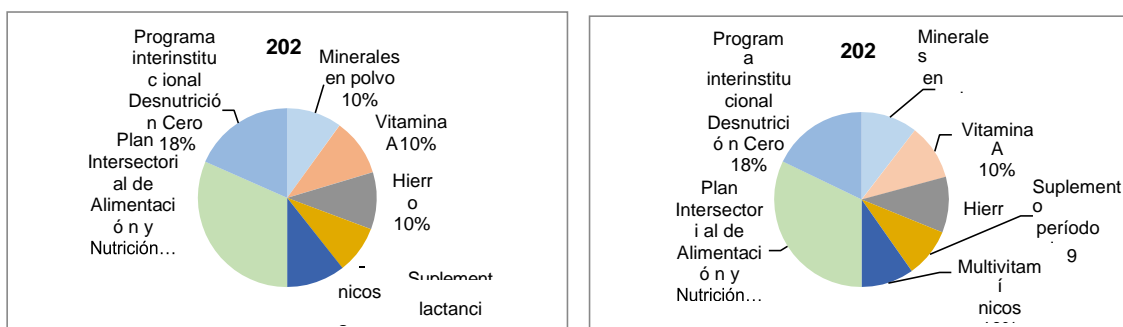 202
Programa
interinstitu
c ional
Desnutrició
n Cero
18%
Minerales
en polvo
10%
Vitamina
A10%
Hierr
o
10%
Plan
Intersectori
al de
Alimentaci
ó n y
Nutrición…
nicos
Suplement
lactanci
202
Program
a
interinstitu
cional
Desnutrici
ó n Cero
18%
Minerale
s
en
Vitamina
A
10%
Hierr
Suplement
o
período
9
Multivitam
í
nicos
Plan
Intersector
i al de
Alimentaci
ó n y
Nutrición…